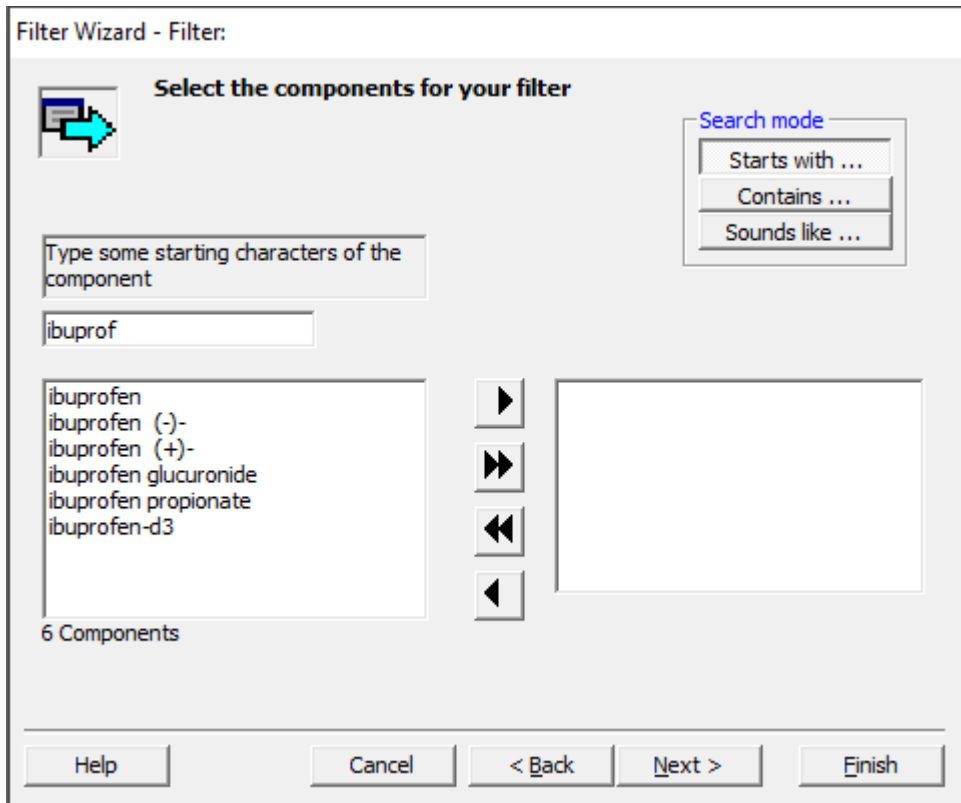 Filter Wizard - Filter:
Select the components for your filter
Search mode
Starts with ...
Contains ...
Sounds like ...
Type some starting characters of the
component
ibuprof
ibuprofen
ibuprofen (-)-
ibuprofen (+)-
ibuprofen glucuronide
ibuprofen propionate
ibuprofen-d3
6 Components
Help
Cancel
< Back
Next >
Finish